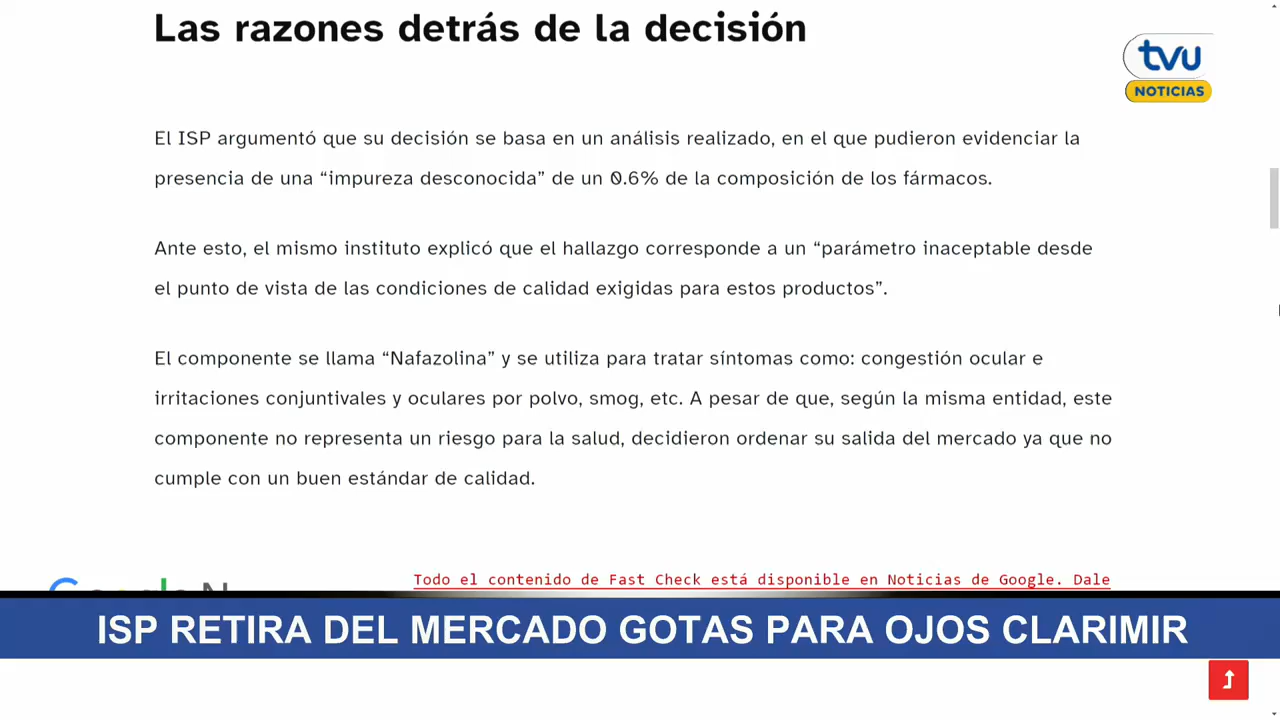 Las razones detrás de la decisión
tvu
NOTICIAS
El ISP argumentó que su decisión se basa en un análisis realizado, en el que pudieron evidenciar la
presencia de una “impureza desconocida” de un 0.6% de la composición de los fármacos.
Ante esto, el mismo instituto explicó que el hallazgo corresponde a un “parámetro inaceptable desde
el punto de vista de las condiciones de calidad exigidas para estos productos”.
El componente se llama “Nafazolina” y se utiliza para tratar síntomas como: congestión ocular e
irritaciones conjuntivales y oculares por polvo, smog, etc. A pesar de que, según la misma entidad, este
componente no representa un riesgo para la salud, decidieron ordenar su salida del mercado ya que no
cumple con un buen estándar de calidad.
Todo el contenido de Fast Check está disponible en Noticias de Google. Dale
ISP RETIRA DEL MERCADO GOTAS PARA OJOS CLARIMIR